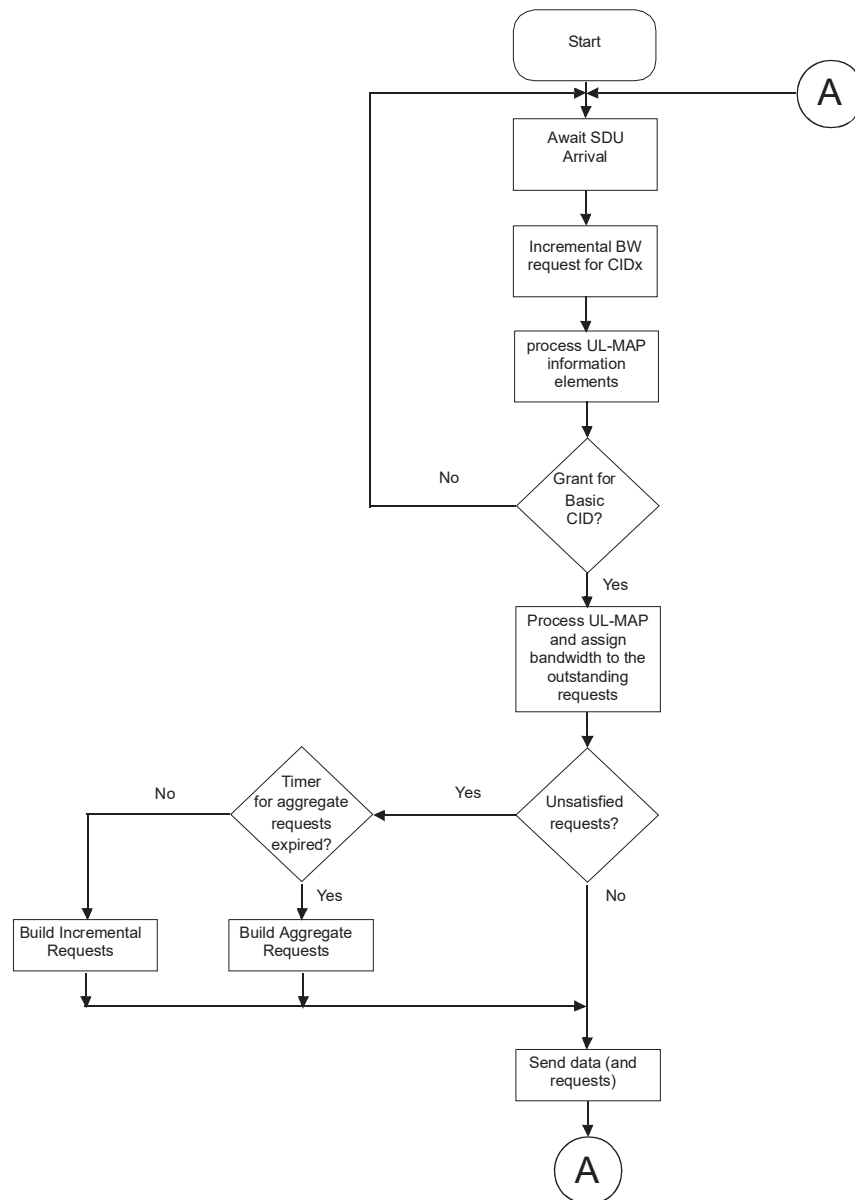 Start
A
Await SDU
Arrival
Incremental BW
request for CIDx
process UL-MAP
information
elements
No
Grant for
Basic
CID?
Yes
Process UL-MAP
and assign
bandwidth to the
outstanding
requests
No
Timer
for aggregate
requests
expired?
Yes
Unsatisfied
requests?
Yes
No
Build Incremental
Requests
Build Aggregate
Requests
Send data (and
requests)
A